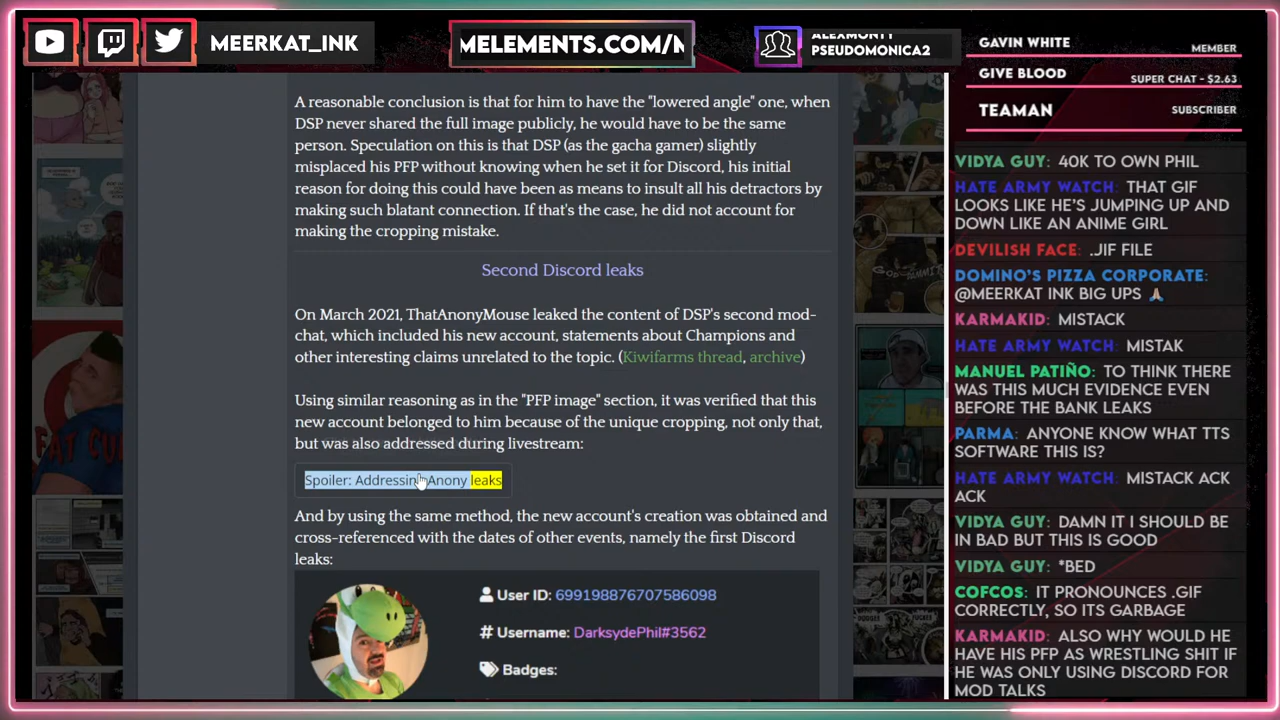 MEERKAT_INK
MELEMENTS.COM/M
ALEXMONTY
PSEUDOMONICA2
GAVIN WHITE
MEMBER
GIVE BLOOD
SUPER CHAT - $2.63
TEAMAN
SUBSCRIBER
A reasonable conclusion is that for him to have the "lowered angle" one, when
DSP never shared the full image publicly, he would have to be the same
person. Speculation on this is that DSP (as the gacha gamer) slightly
misplaced his PFP without knowing when he set it for Discord, his initial
reason for doing this could have been as means to insult all his detractors by
making such blatant connection. If that's the case, he did not account for
making the cropping mistake.
Second Discord leaks
On March 2021, ThatAnonyMouse leaked the content of DSP's second mod-
chat, which included his new account, statements about Champions and
other interesting claims unrelated to the topic. (Kiwifarms thread, archive)
Using similar reasoning as in the "PFP image" section, it was verified that this
new account belonged to him because of the unique cropping, not only that,
but was also addressed during livestream:
Spoiler: Addressing Anony leaks
And by using the same method, the new account's creation was obtained and
cross-referenced with the dates of other events, namely the first Discord
leaks:
User ID: 699198876707586098
# Username: DarksydePhil#3562
Badges:
VIDYA GUY: 40K TO OWN PHIL
HATE ARMY WATCH: THAT GIF
LOOKS LIKE HE'S JUMPING UP AND
DOWN LIKE AN ANIME GIRL
DEVILISH FACE: .JIF FILE
DOMINO'S PIZZA CORPORATE:
@MEERKAT INK BIG UPS 🙏
KARMAKID: MISTACK
HATE ARMY WATCH: MISTAK
MANUEL PATIÑO: TO THINK THERE
WAS THIS MUCH EVIDENCE EVEN
BEFORE THE BANK LEAKS
PARMA: ANYONE KNOW WHAT TTS
SOFTWARE THIS IS?
HATE ARMY WATCH: MISTACK ACK
ACK
VIDYA GUY: DAMN IT I SHOULD BE
IN BAD BUT THIS IS GOOD
VIDYA GUY: *BED
COFCOS: IT PRONOUNCES .GIF
CORRECTLY, SO ITS GARBAGE
KARMAKID: ALSO WHY WOULD HE
HAVE HIS PFP AS WRESTLING SHIT IF
HE WAS ONLY USING DISCORD FOR
MOD TALKS